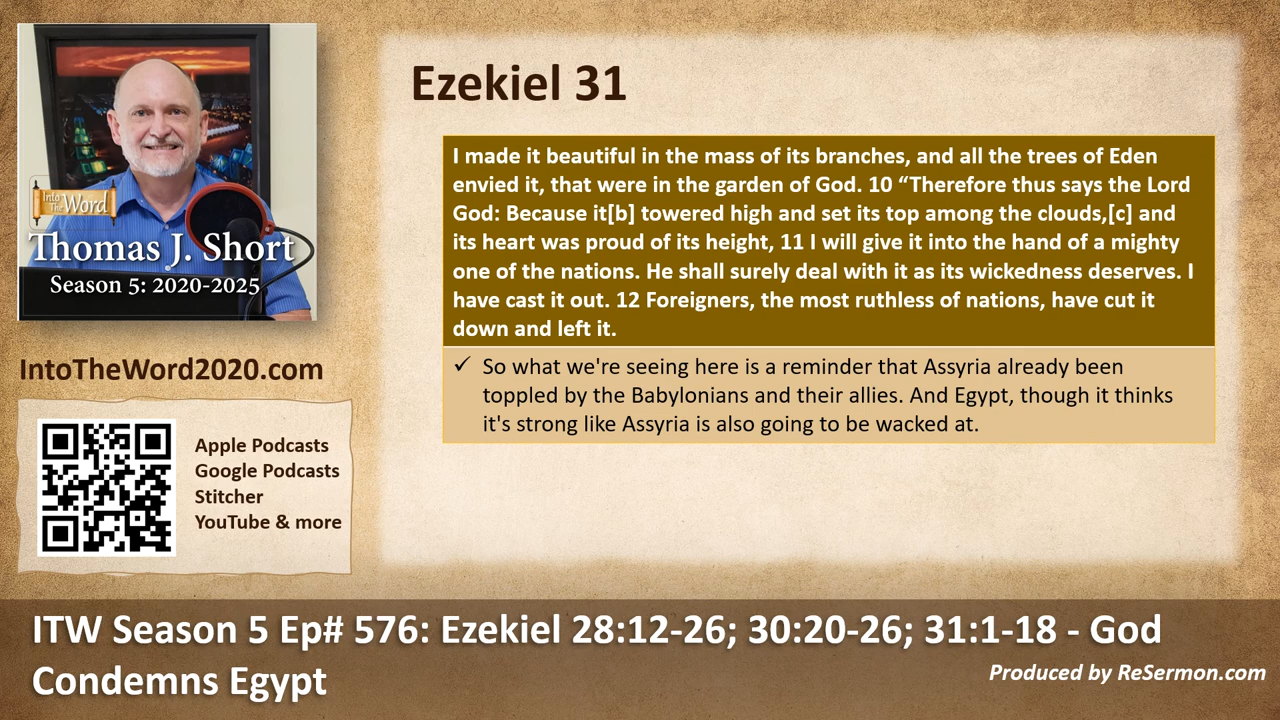 Into
The Word
Thomas J. Short
Season 5: 2020-2025
IntoTheWord2020.com
Apple Podcasts
Google Podcasts
Stitcher
YouTube & more
Ezekiel 31
I made it beautiful in the mass of its branches, and all the trees of Eden
envied it, that were in the garden of God. 10 “Therefore thus says the Lord
God: Because it[b] towered high and set its top among the clouds,[c] and
its heart was proud of its height, 11 I will give it into the hand of a mighty
one of the nations. He shall surely deal with it as its wickedness deserves. I
have cast it out. 12 Foreigners, the most ruthless of nations, have cut it
down and left it.
✓ So what we're seeing here is a reminder that Assyria already been
toppled by the Babylonians and their allies. And Egypt, though it thinks
it's strong like Assyria is also going to be wacked at.
ITW Season 5 Ep# 576: Ezekiel 28:12-26; 30:20-26; 31:1-18 - God
Condemns Egypt
Produced by ReSermon.com